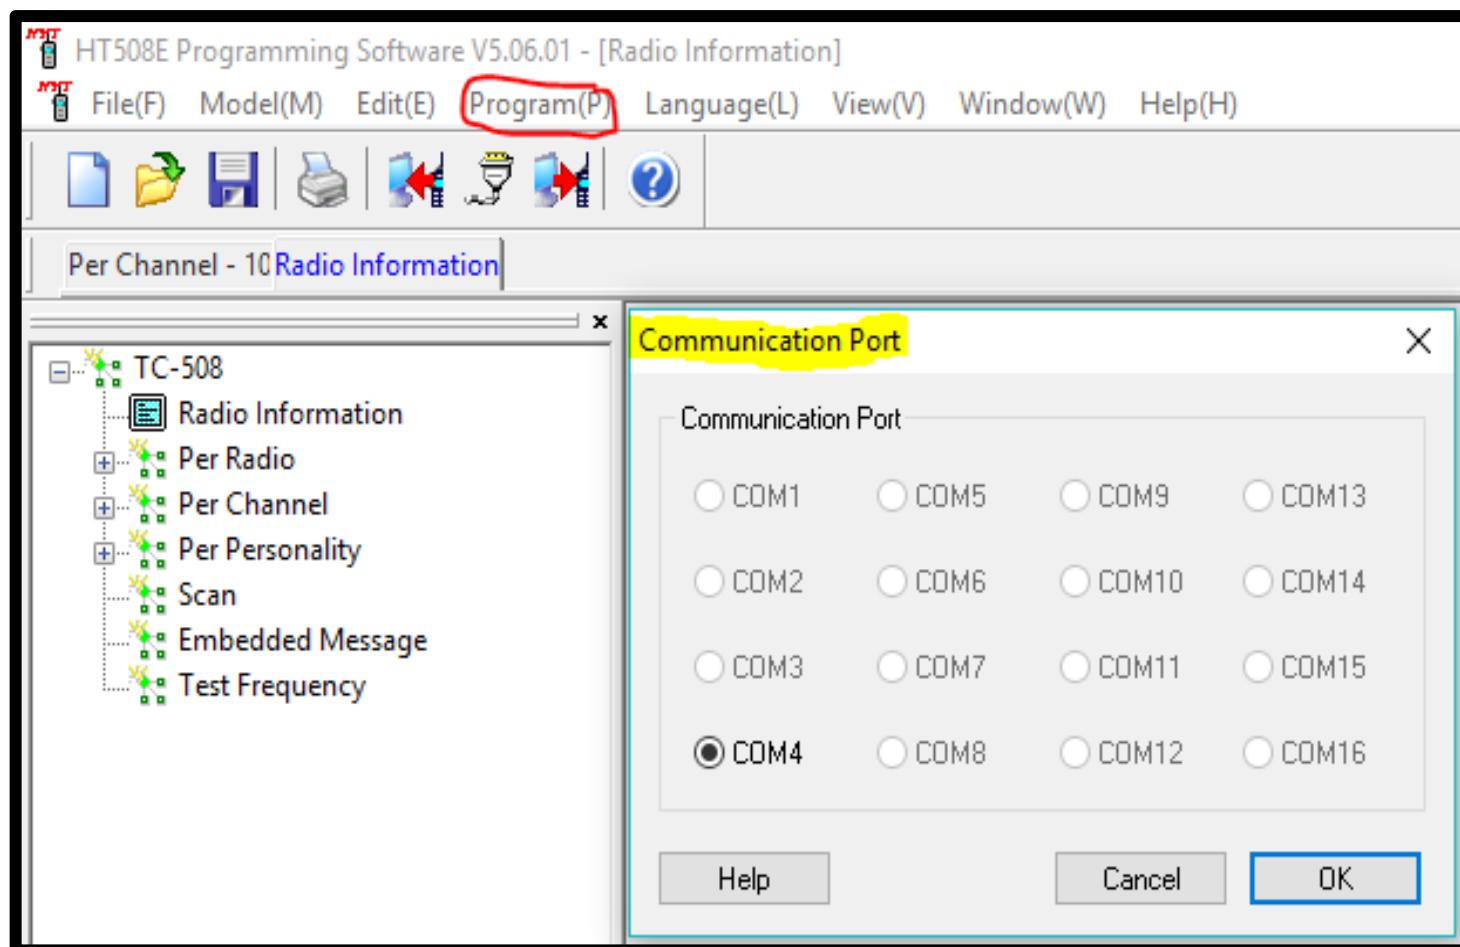 HYT HT508E Programming Software V5.06.01 - [Radio Information]
HYT File(F) Model(M) Edit(E) Program(P) Language(L) View(V) Window(W) Help(H)
?
Per Channel - 10 Radio Information
x
TC-508
Radio Information
Per Radio
Per Channel
Per Personality
Scan
Embedded Message
Test Frequency
Communication Port
Communication Port
COM1 COM5 COM9 COM13
COM2 COM6 COM10 COM14
COM3 COM7 COM11 COM15
COM4 COM8 COM12 COM16
Help Cancel OK